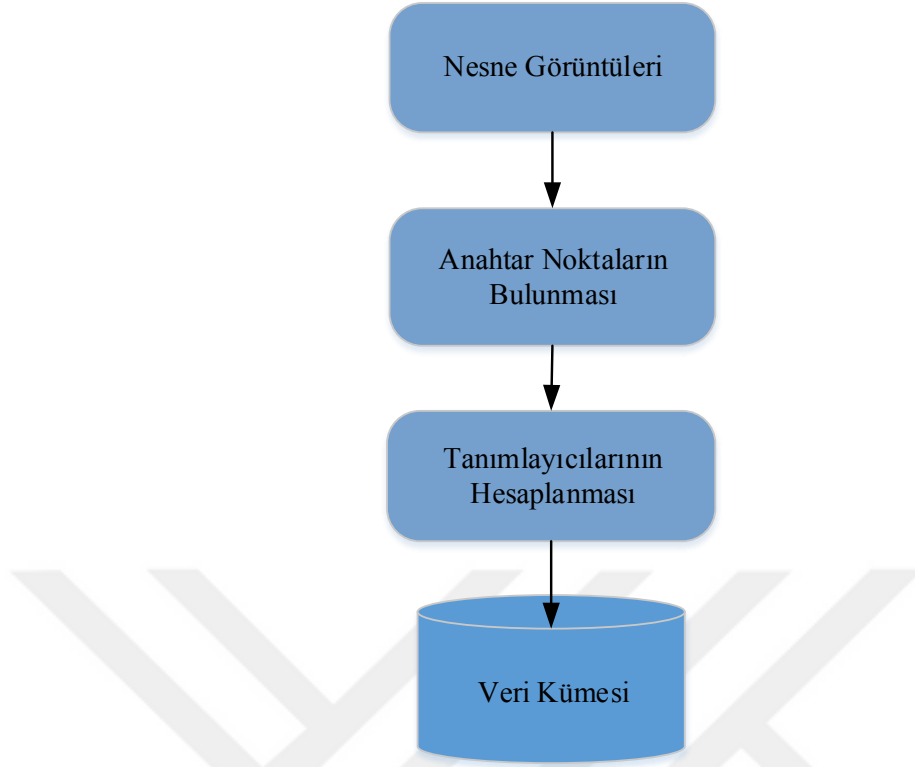 Nesne Görüntüleri
Anahtar Noktaların
Bulunması
Tanımlayıcılarının
Hesaplanması
Veri Kümesi